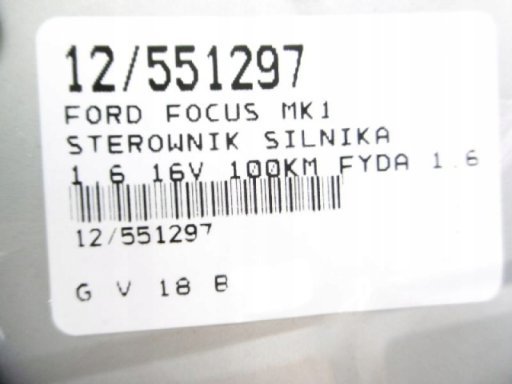 12/551297
FORD FOCUS MK1
STEROWNIK SILNIKA
1.6 16V 100KM FYDA 1.6
12/551297
G V 18 B